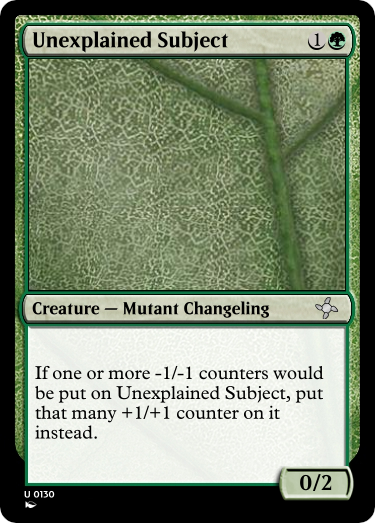 Unexplained Subject 1
Creature — Mutant Changeling
If one or more -1/-1 counters would
be put on Unexplained Subject, put
that many +1/+1 counter on it
instead.
0/2
U 0130